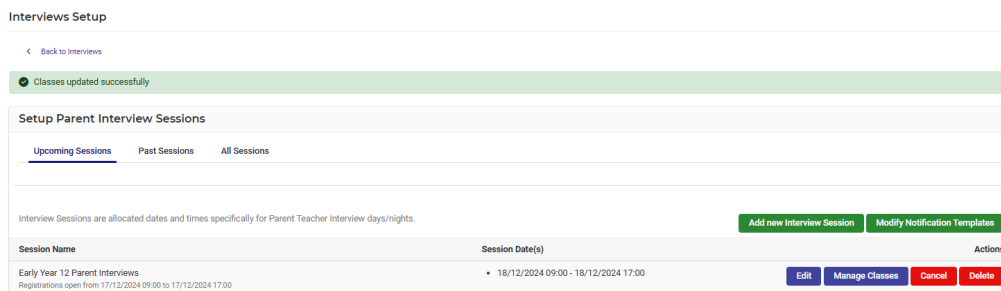 Interviews Setup
Back to Interviews
Classes updated successfully
Setup Parent Interview Sessions
Upcoming Sessions Past Sessions All Sessions
Interview Sessions are allocated dates and times specifically for Parent Teacher Interview days/nights.
Add new Interview Session Modify Notification Templates
Session Name Session Date(s) Actions
Early Year 12 Parent Interviews • 18/12/2024 09:00 - 18/12/2024 17:00 Edit Manage Classes Cancel Delete
Registrations open from 17/12/2024 09:00 to 17/12/2024 17:00